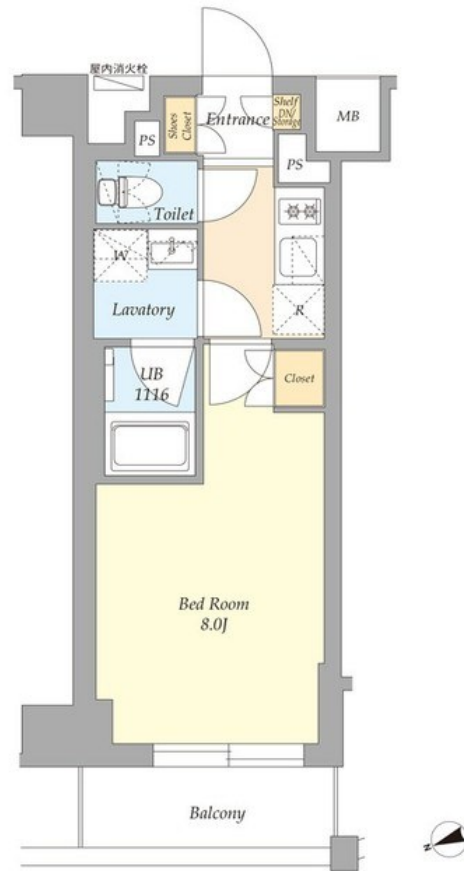 屋内消火栓
PS
Shoes
Closet
Entrance
Shelf
DN/
Storage
MB
PS
Toilet
W
Lavatory
R
UB
1116
Closet
Bed Room
8.0J
Balcony
N